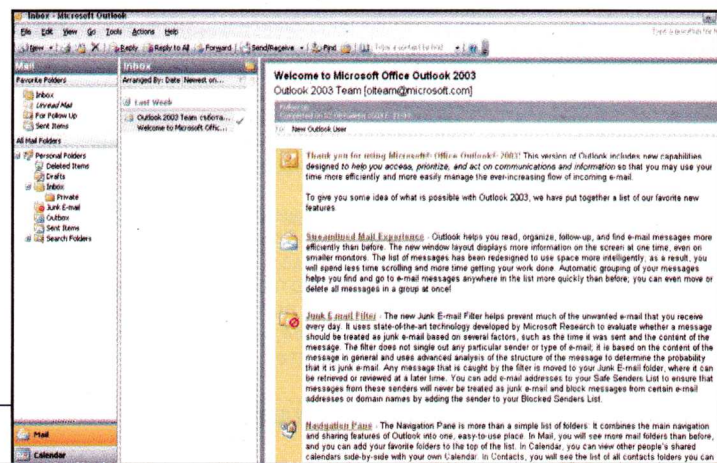 Inbox - Microsoft Outlook
File Edit View Go Tools Actions Help
New Reply Reply to All Forward Send/Receive Find
Mail
Favorite Folders
Inbox
Unread Mail
For Follow Up
Sent Items
All Mail Folders
Personal Folders
Deleted Items
Drafts
Inbox
Private
Junk E-mail
Outbox
Sent Items
Search Folders
Mail
Calendar
Inbox
Arranged By: Date Newest on...
Last Week
Outlook 2003 Team събота...
Welcome to Microsoft Offic...
Welcome to Microsoft Office Outlook 2003
Outlook 2003 Team [olteam@microsoft.com]
To: New Outlook User
Thank you for using Microsoft® Office Outlook® 2003! This version of Outlook includes new capabilities
designed to help you access, prioritize, and act on communications and information so that you may use your
time more efficiently and more easily manage the ever-increasing flow of incoming e-mail.
To give you some idea of what is possible with Outlook 2003, we have put together a list of our favorite new
features.
Streamlined Mail Experience - Outlook helps you read, organize, follow-up, and find e-mail messages more
efficiently than before. The new window layout displays more information on the screen at one time, even on
smaller monitors. The list of messages has been redesigned to use space more intelligently; as a result, you
will spend less time scrolling and more time getting your work done. Automatic grouping of your messages
helps you find and go to e-mail messages anywhere in the list more quickly than before; you can even move or
delete all messages in a group at once!
Junk E-mail Filter - The new Junk E-mail Filter helps prevent much of the unwanted e-mail that you receive
every day. It uses state-of-the-art technology developed by Microsoft Research to evaluate whether a message
should be treated as junk e-mail based on several factors, such as the time it was sent and the content of the
message. The filter does not single out any particular sender or type of e-mail; it is based on the content of the
message in general and uses advanced analysis of the structure of the message to determine the probability
that it is junk e-mail. Any message that is caught by the filter is moved to your Junk E-mail folder, where it can
be retrieved or reviewed at a later time. You can add e-mail addresses to your Safe Senders List to ensure that
messages from these senders will never be treated as junk e-mail and block messages from certain e-mail
addresses or domain names by adding the sender to your Blocked Senders List.
Navigation Pane - The Navigation Pane is more than a simple list of folders: It combines the main navigation
and sharing features of Outlook into one, easy-to-use place. In Mail, you will see more mail folders than before,
and you can add your favorite folders to the top of the list. In Calendar, you can view other people's shared
calendars side-by-side with your own Calendar. In Contacts, you will see the list of all contacts folders you can